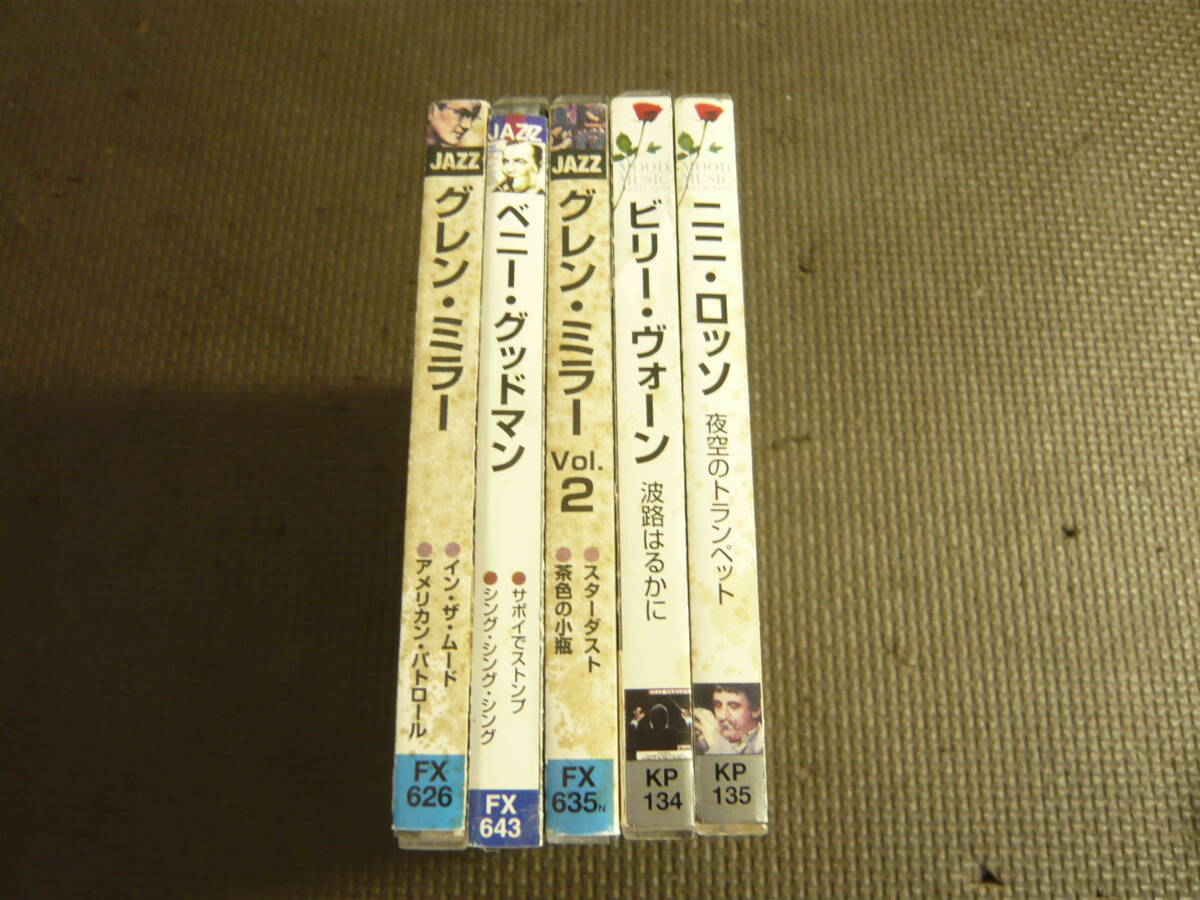 JAZZ
グレン・ミラー
●イン・ザ・ムード
●アメリカン・パトロール
FX
626
JAZZ
ベニー・グッドマン
●サボイでストンプ
●シング・シング・シング
FX
643
JAZZ
グレン・ミラー
Vol.
2
●スターダスト
●茶色の小瓶
FX
635N
MOOD
MUSIC
ビリー・ヴォーン
波路はるかに
KP
134
MOOD
MUSIC
ニニ・ロッソ
夜空のトランペット
KP
135